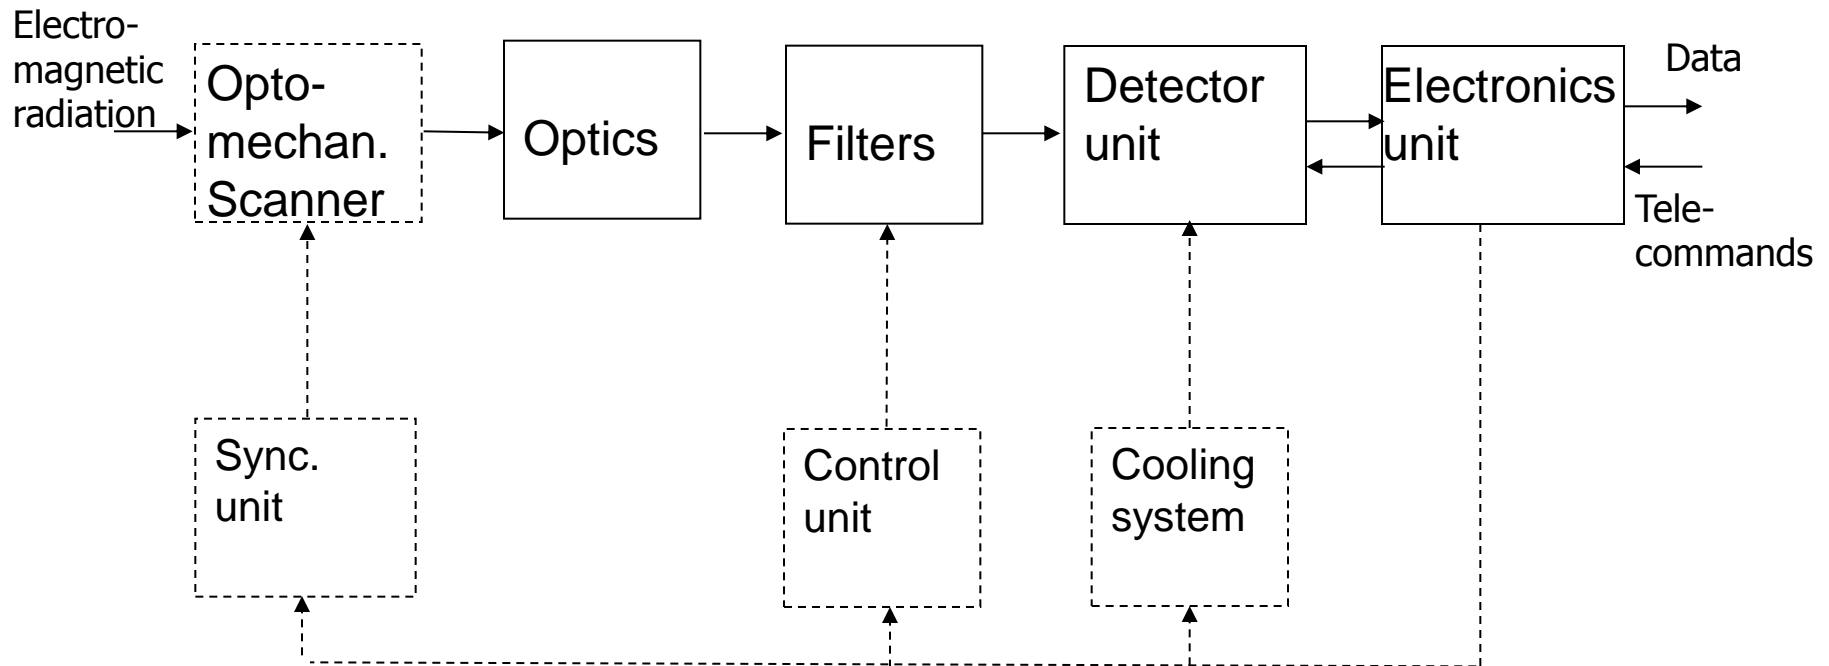 Electro-
magnetic
radiation
Opto-
mechan.
Scanner
Optics
Filters
Detector
unit
Electronics
unit
Data
Tele-
commands
Sync.
unit
Control
unit
Cooling
system